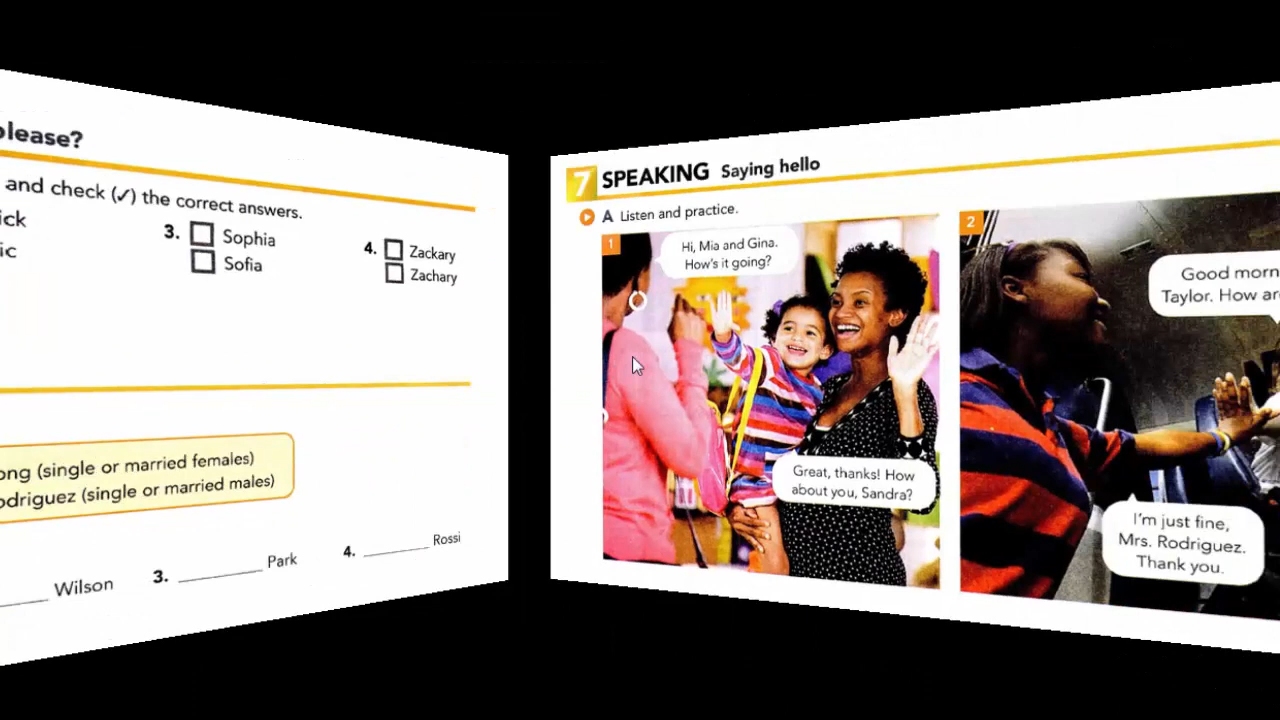 please?
and check (✓) the correct answers.
ick
ic
3. Sophia
Sofia
4. Zackary
Zachary
ong (single or married females)
odriguez (single or married males)
Wilson
3. ________ Park
4. ________ Rossi
7 SPEAKING Saying hello
A Listen and practice.
1
Hi, Mia and Gina.
How's it going?
Great, thanks! How
about you, Sandra?
2
Good morn
Taylor. How ar
I'm just fine,
Mrs. Rodriguez.
Thank you.